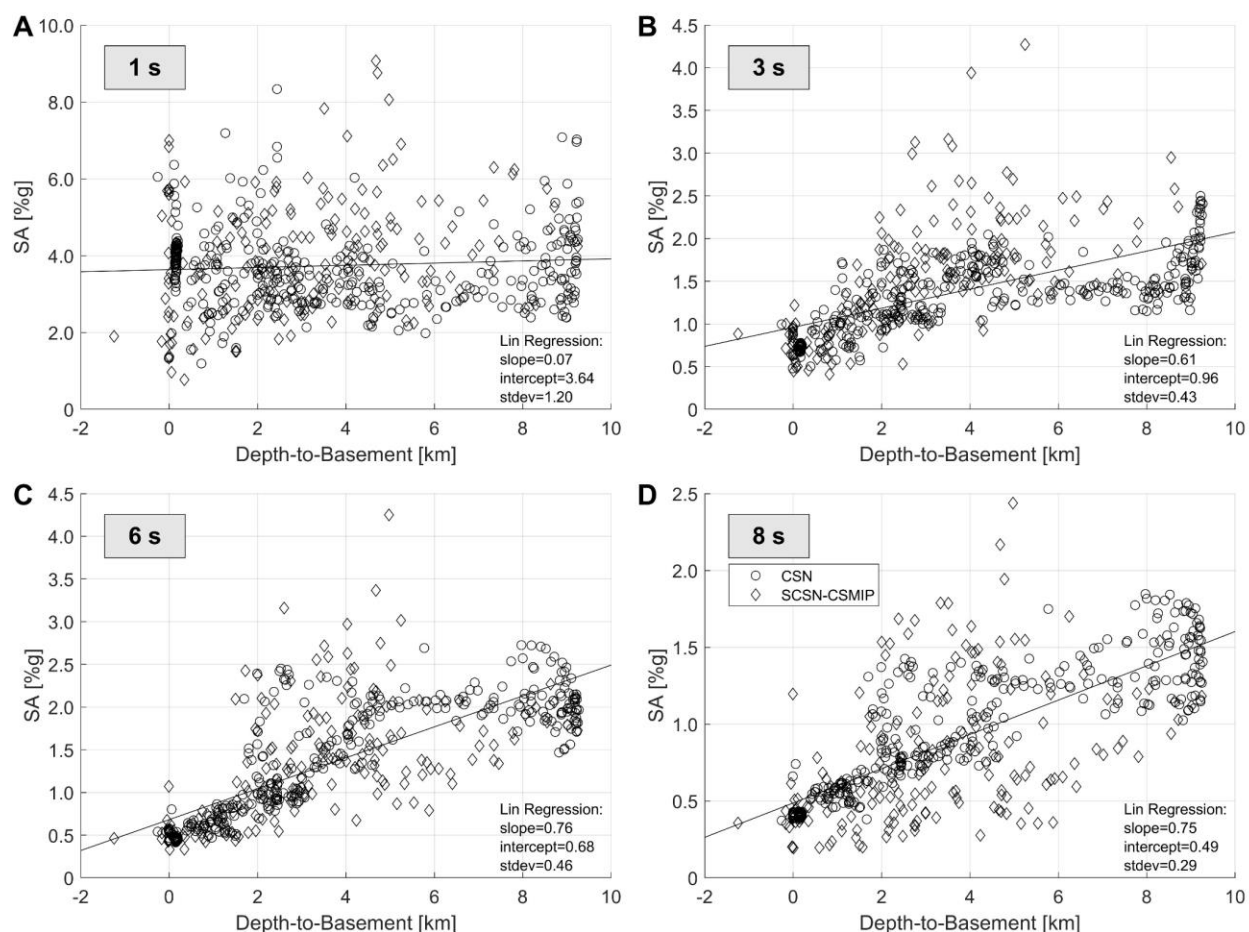 A
1 s
10.0
8.0
6.0
4.0
2.0
0
SA [%g]
-2 0 2 4 6 8 10
Depth-to-Basement [km]
Lin Regression:
slope=0.07
intercept=3.64
stdev=1.20
B
3 s
4.5
4.0
3.5
3.0
2.5
2.0
1.5
1.0
0.5
0
SA [%g]
-2 0 2 4 6 8 10
Depth-to-Basement [km]
Lin Regression:
slope=0.61
intercept=0.96
stdev=0.43
C
6 s
4.5
4.0
3.5
3.0
2.5
2.0
1.5
1.0
0.5
0
SA [%g]
-2 0 2 4 6 8 10
Depth-to-Basement [km]
Lin Regression:
slope=0.76
intercept=0.68
stdev=0.46
D
8 s
CSN
SCSN-CSMIP
2.5
2.0
1.5
1.0
0.5
0
SA [%g]
-2 0 2 4 6 8 10
Depth-to-Basement [km]
Lin Regression:
slope=0.75
intercept=0.49
stdev=0.29